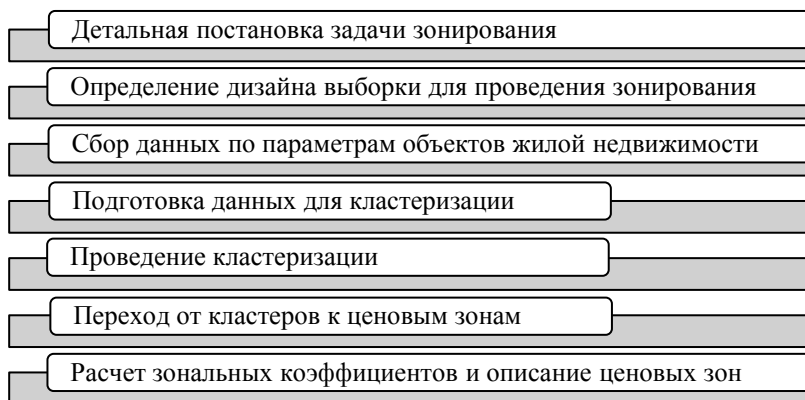 Детальная постановка задачи зонирования
Определение дизайна выборки для проведения зонирования
Сбор данных по параметрам объектов жилой недвижимости
Подготовка данных для кластеризации
Проведение кластеризации
Переход от кластеров к ценовым зонам
Расчет зональных коэффициентов и описание ценовых зон